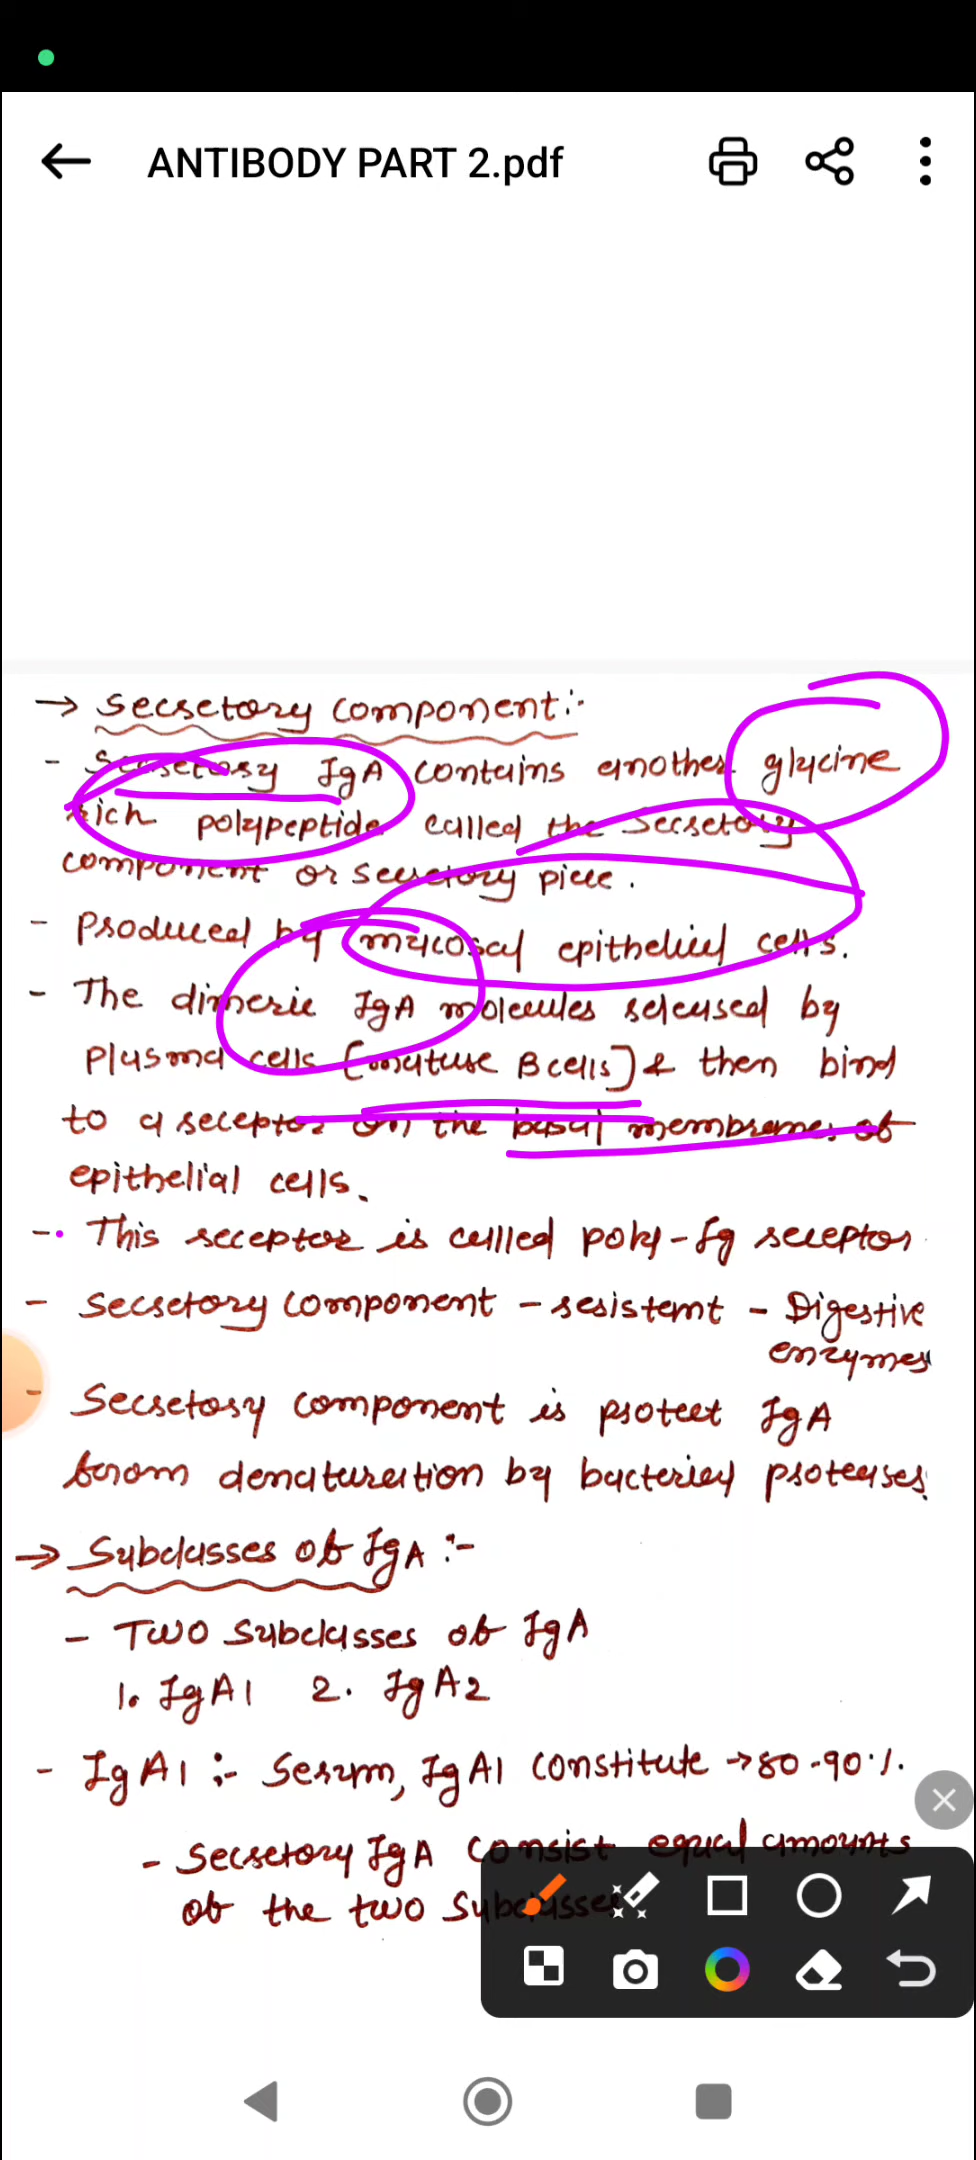 ANTIBODY PART 2.pdf
→ Secretory component:-
- Secretory IgA contains another glycine
rich polypeptide called the secretory
component or secretory piece.
- Produced by mucosal epithelial cells.
- The dimeric IgA molecules released by
plasma cells [mature B cells] & then bind
to a receptor on the basal membranes of
epithelial cells.
- This receptor is called poly-Ig receptor.
- Secretory component - resistent - Digestive
enzymes
- Secretory component is protect IgA
from denaturation by bacterial proteases.
→ Subclasses of IgA :-
- Two subclasses of IgA
1. IgA1 2. IgA2
- IgA1 :- Serum, IgA1 constitute → 80-90%.
- Secretory IgA consist equal amounts
of the two subclasses